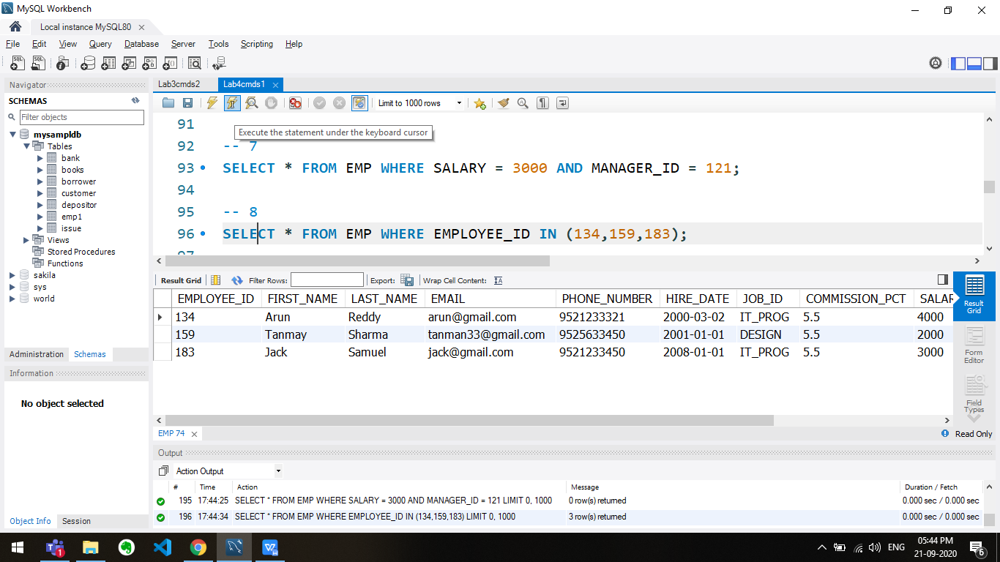 MySQL Workbench
Local instance MySQL80
File Edit View Query Database Server Tools Scripting Help
Navigator
SCHEMAS
Filter objects
mysampldb
Tables
bank
books
borrower
customer
depositor
emp1
issue
Views
Stored Procedures
Functions
sakila
sys
world
Administration Schemas
Information
No object selected
Object Info Session
Lab3cmds2 Lab4cmds1
Limit to 1000 rows
91
Execute the statement under the keyboard cursor
92 -- 7
93 SELECT * FROM EMP WHERE SALARY = 3000 AND MANAGER_ID = 121;
94
95 -- 8
96 SELECT * FROM EMP WHERE EMPLOYEE_ID IN (134,159,183);
97
Result Grid Filter Rows: Export: Wrap Cell Content:
EMPLOYEE_ID FIRST_NAME LAST_NAME EMAIL PHONE_NUMBER HIRE_DATE JOB_ID COMMISSION_PCT SALAR
134 Arun Reddy arun@gmail.com 9521233321 2000-03-02 IT_PROG 5.5 4000
159 Tanmay Sharma tanman33@gmail.com 9525633450 2001-01-01 DESIGN 5.5 2000
183 Jack Samuel jack@gmail.com 9521233450 2008-01-01 IT_PROG 5.5 3000
Result
Grid
Form
Editor
Field
Types
EMP 74
Read Only
Output
Action Output
# Time Action Message Duration / Fetch
195 17:44:25 SELECT * FROM EMP WHERE SALARY = 3000 AND MANAGER_ID = 121 LIMIT 0, 1000 0 row(s) returned 0.000 sec / 0.000 sec
196 17:44:34 SELECT * FROM EMP WHERE EMPLOYEE_ID IN (134,159,183) LIMIT 0, 1000 3 row(s) returned 0.000 sec / 0.000 sec
1
ENG
05:44 PM
21-09-2020
6